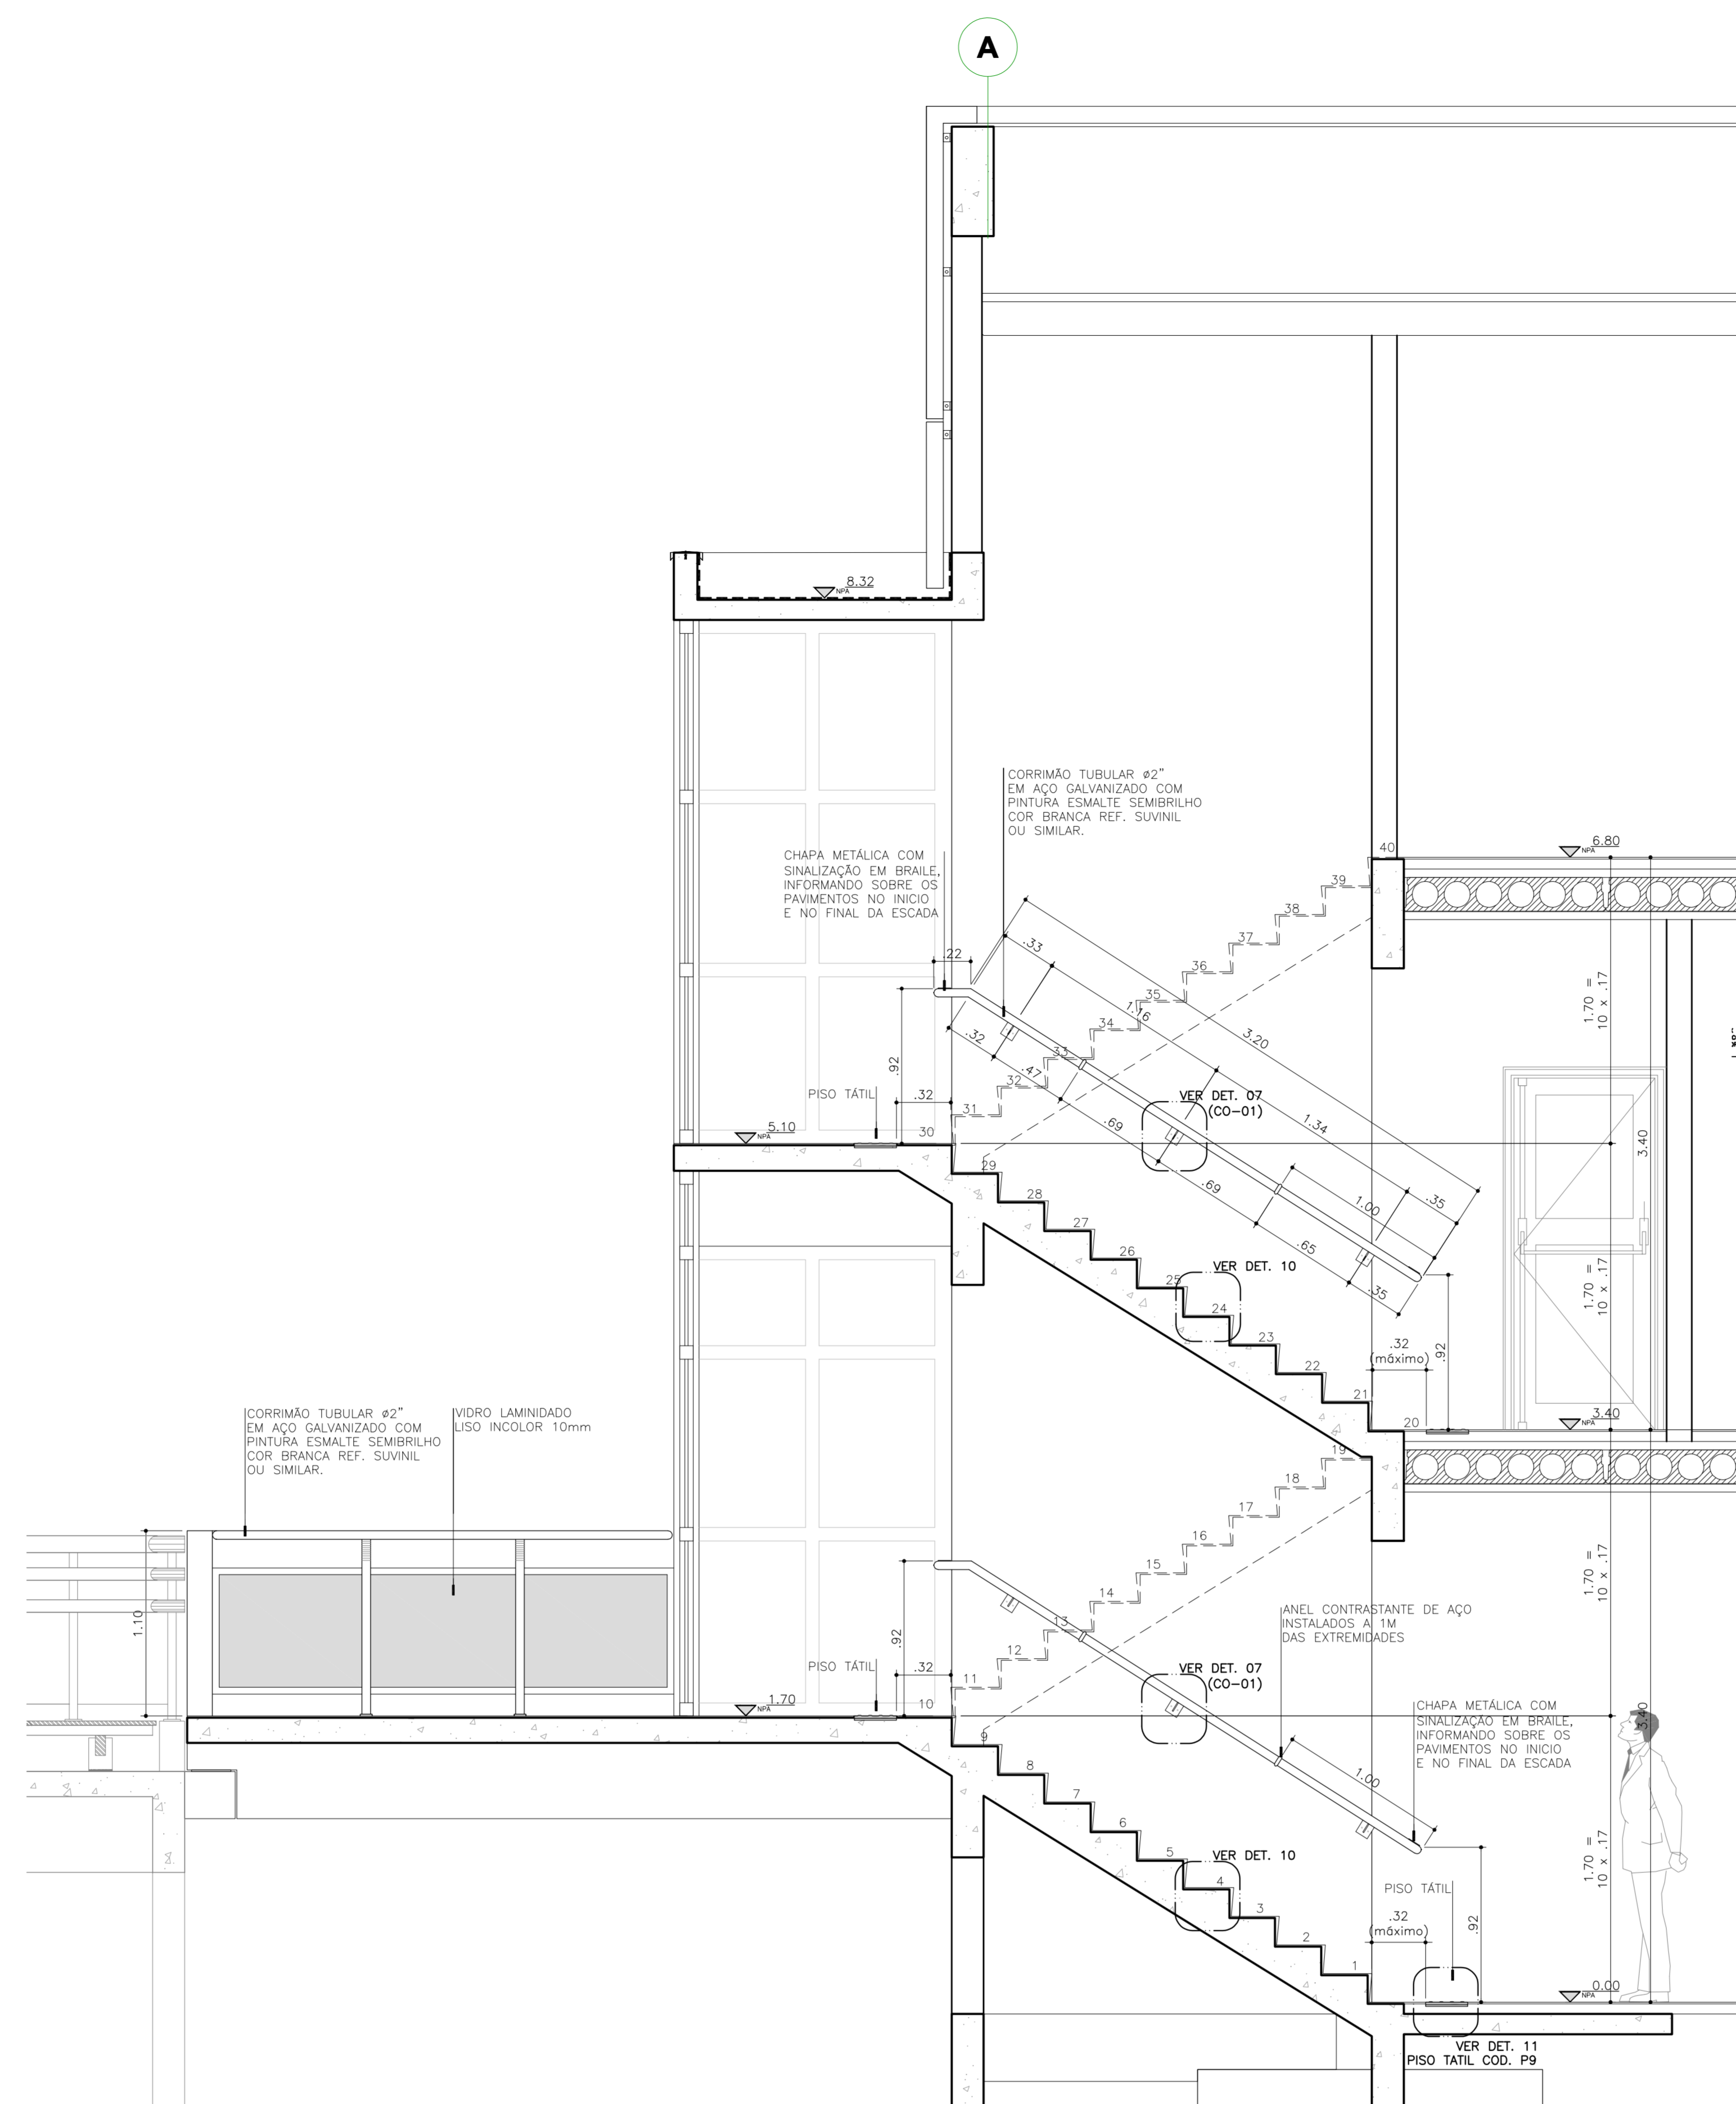 A
8.32
NPA
CORRIMÃO TUBULAR ø2"
EM AÇO GALVANIZADO COM
PINTURA ESMALTE SEMIBRILHO
COR BRANCA REF. SUVINIL
OU SIMILAR.
CHAPA METÁLICA COM
SINALIZAÇÃO EM BRAILE,
INFORMANDO SOBRE OS
PAVIMENTOS NO INICIO
E NO FINAL DA ESCADA
40
6.80
NPA
39
38
37
36
35
34
33
32
31
30
.22
.33
1.16
3.20
1.34
.35
.32
.47
.69
.69
.65
.35
1.00
.92
.32
PISO TÁTIL
VER DET. 07
(CO-01)
1.70 =
10 x .17
3.40
5.10
NPA
29
28
27
26
25
24
23
22
21
20
VER DET. 10
1.70 =
10 x .17
.32
(máximo)
.92
3.40
NPA
CORRIMÃO TUBULAR ø2"
EM AÇO GALVANIZADO COM
PINTURA ESMALTE SEMIBRILHO
COR BRANCA REF. SUVINIL
OU SIMILAR.
VIDRO LAMINIDADO
LISO INCOLOR 10mm
19
18
17
16
15
14
13
12
11
10
1.10
.92
.32
PISO TÁTIL
1.70 =
10 x .17
ANEL CONTRASTANTE DE AÇO
INSTALADOS A 1M
DAS EXTREMIDADES
VER DET. 07
(CO-01)
1.70
NPA
3.40
CHAPA METÁLICA COM
SINALIZAÇÃO EM BRAILE,
INFORMANDO SOBRE OS
PAVIMENTOS NO INICIO
E NO FINAL DA ESCADA
1.00
9
8
7
6
5
4
3
2
1
VER DET. 10
1.70 =
10 x .17
PISO TÁTIL
.32
(máximo)
.92
0.00
NPA
VER DET. 11
PISO TATIL COD. P9